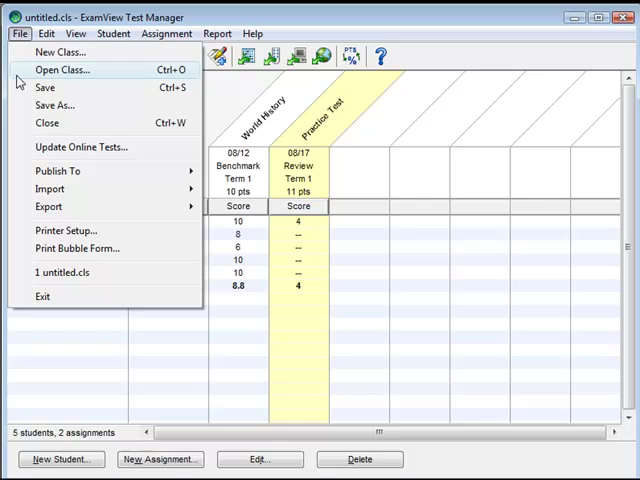 untitled.cls - ExamView Test Manager
File Edit View Student Assignment Report Help
New Class...
Open Class... Ctrl+O
Save Ctrl+S
Save As...
Close Ctrl+W
Update Online Tests...
Publish To
Import
Export
Printer Setup...
Print Bubble Form...
1 untitled.cls
Exit
PTS %
World History
Practice Test
08/12 08/17
Benchmark Review
Term 1 Term 1
10 pts 11 pts
Score Score
10 4
8 --
6 --
10 --
10 --
8.8 4
5 students, 2 assignments
New Student... New Assignment... Edit... Delete